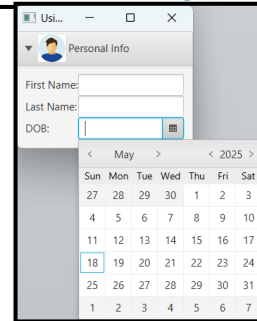 Usi...
Personal Info
First Name:
Last Name:
DOB:
< May > < 2025 >
Sun Mon Tue Wed Thu Fri Sat
27 28 29 30 1 2 3
4 5 6 7 8 9 10
11 12 13 14 15 16 17
18 19 20 21 22 23 24
25 26 27 28 29 30 31
1 2 3 4 5 6 7